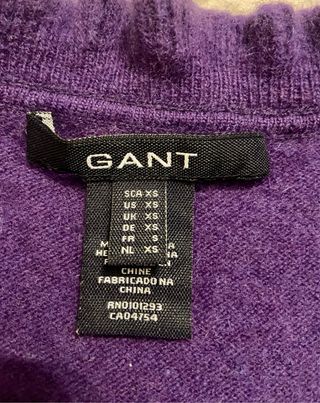 GANT
SCA XS
US XS
UK XS
DE XS
FR S
NL XS
CHINE
FABRICADO NA
CHINA
RN0101293
CA04754